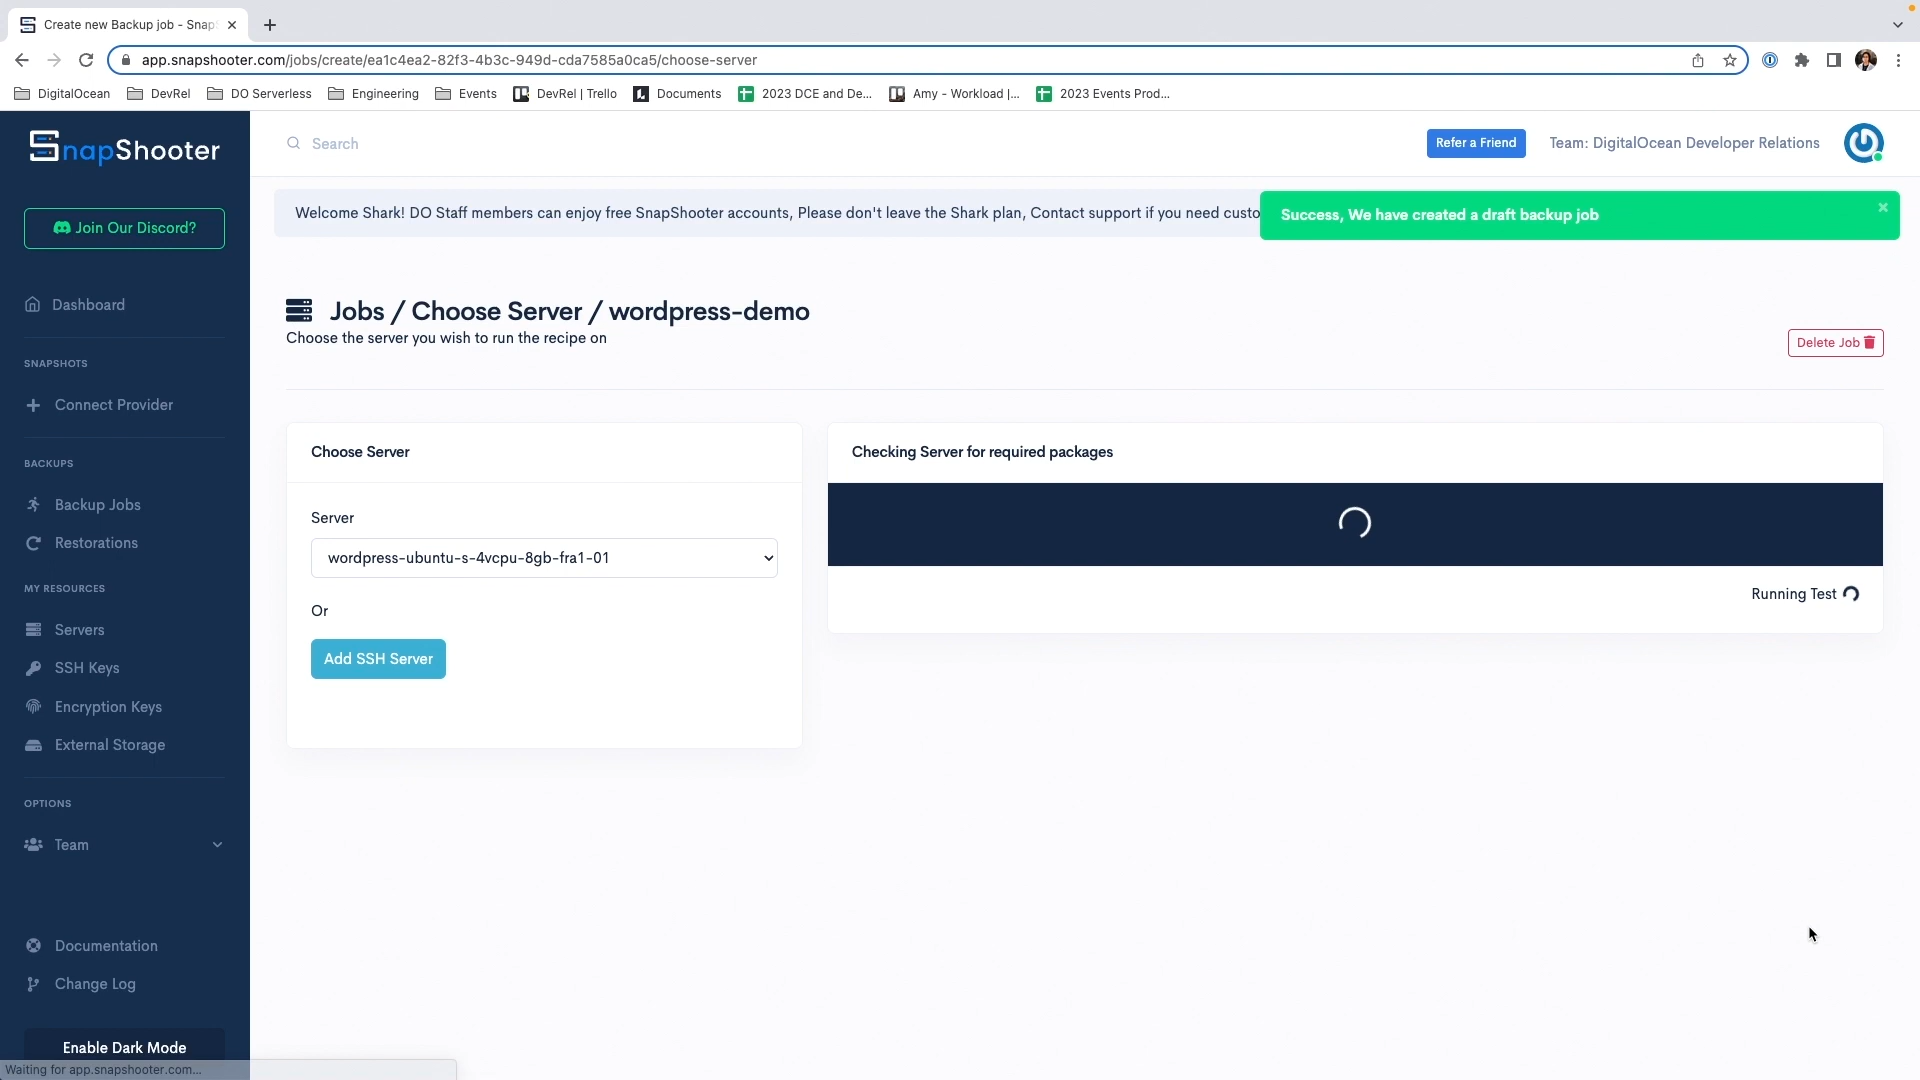 Create new Backup job - Snap
app.snapshooter.com/jobs/create/ea1c4ea2-82f3-4b3c-949d-cda7585a0ca5/choose-server
DigitalOcean
DevRel
DO Serverless
Engineering
Events
DevRel | Trello
Documents
2023 DCE and De...
Amy - Workload |...
2023 Events Prod...
SnapShooter
Search
Refer a Friend
Team: DigitalOcean Developer Relations
Join Our Discord?
Welcome Shark! DO Staff members can enjoy free SnapShooter accounts, Please don't leave the Shark plan, Contact support if you need custo
Success, We have created a draft backup job
Dashboard
SNAPSHOTS
Connect Provider
BACKUPS
Backup Jobs
Restorations
MY RESOURCES
Servers
SSH Keys
Encryption Keys
External Storage
OPTIONS
Team
Documentation
Change Log
Enable Dark Mode
Waiting for app.snapshooter.com...
Jobs / Choose Server / wordpress-demo
Choose the server you wish to run the recipe on
Delete Job
Choose Server
Server
wordpress-ubuntu-s-4vcpu-8gb-fra1-01
Or
Add SSH Server
Checking Server for required packages
Running Test